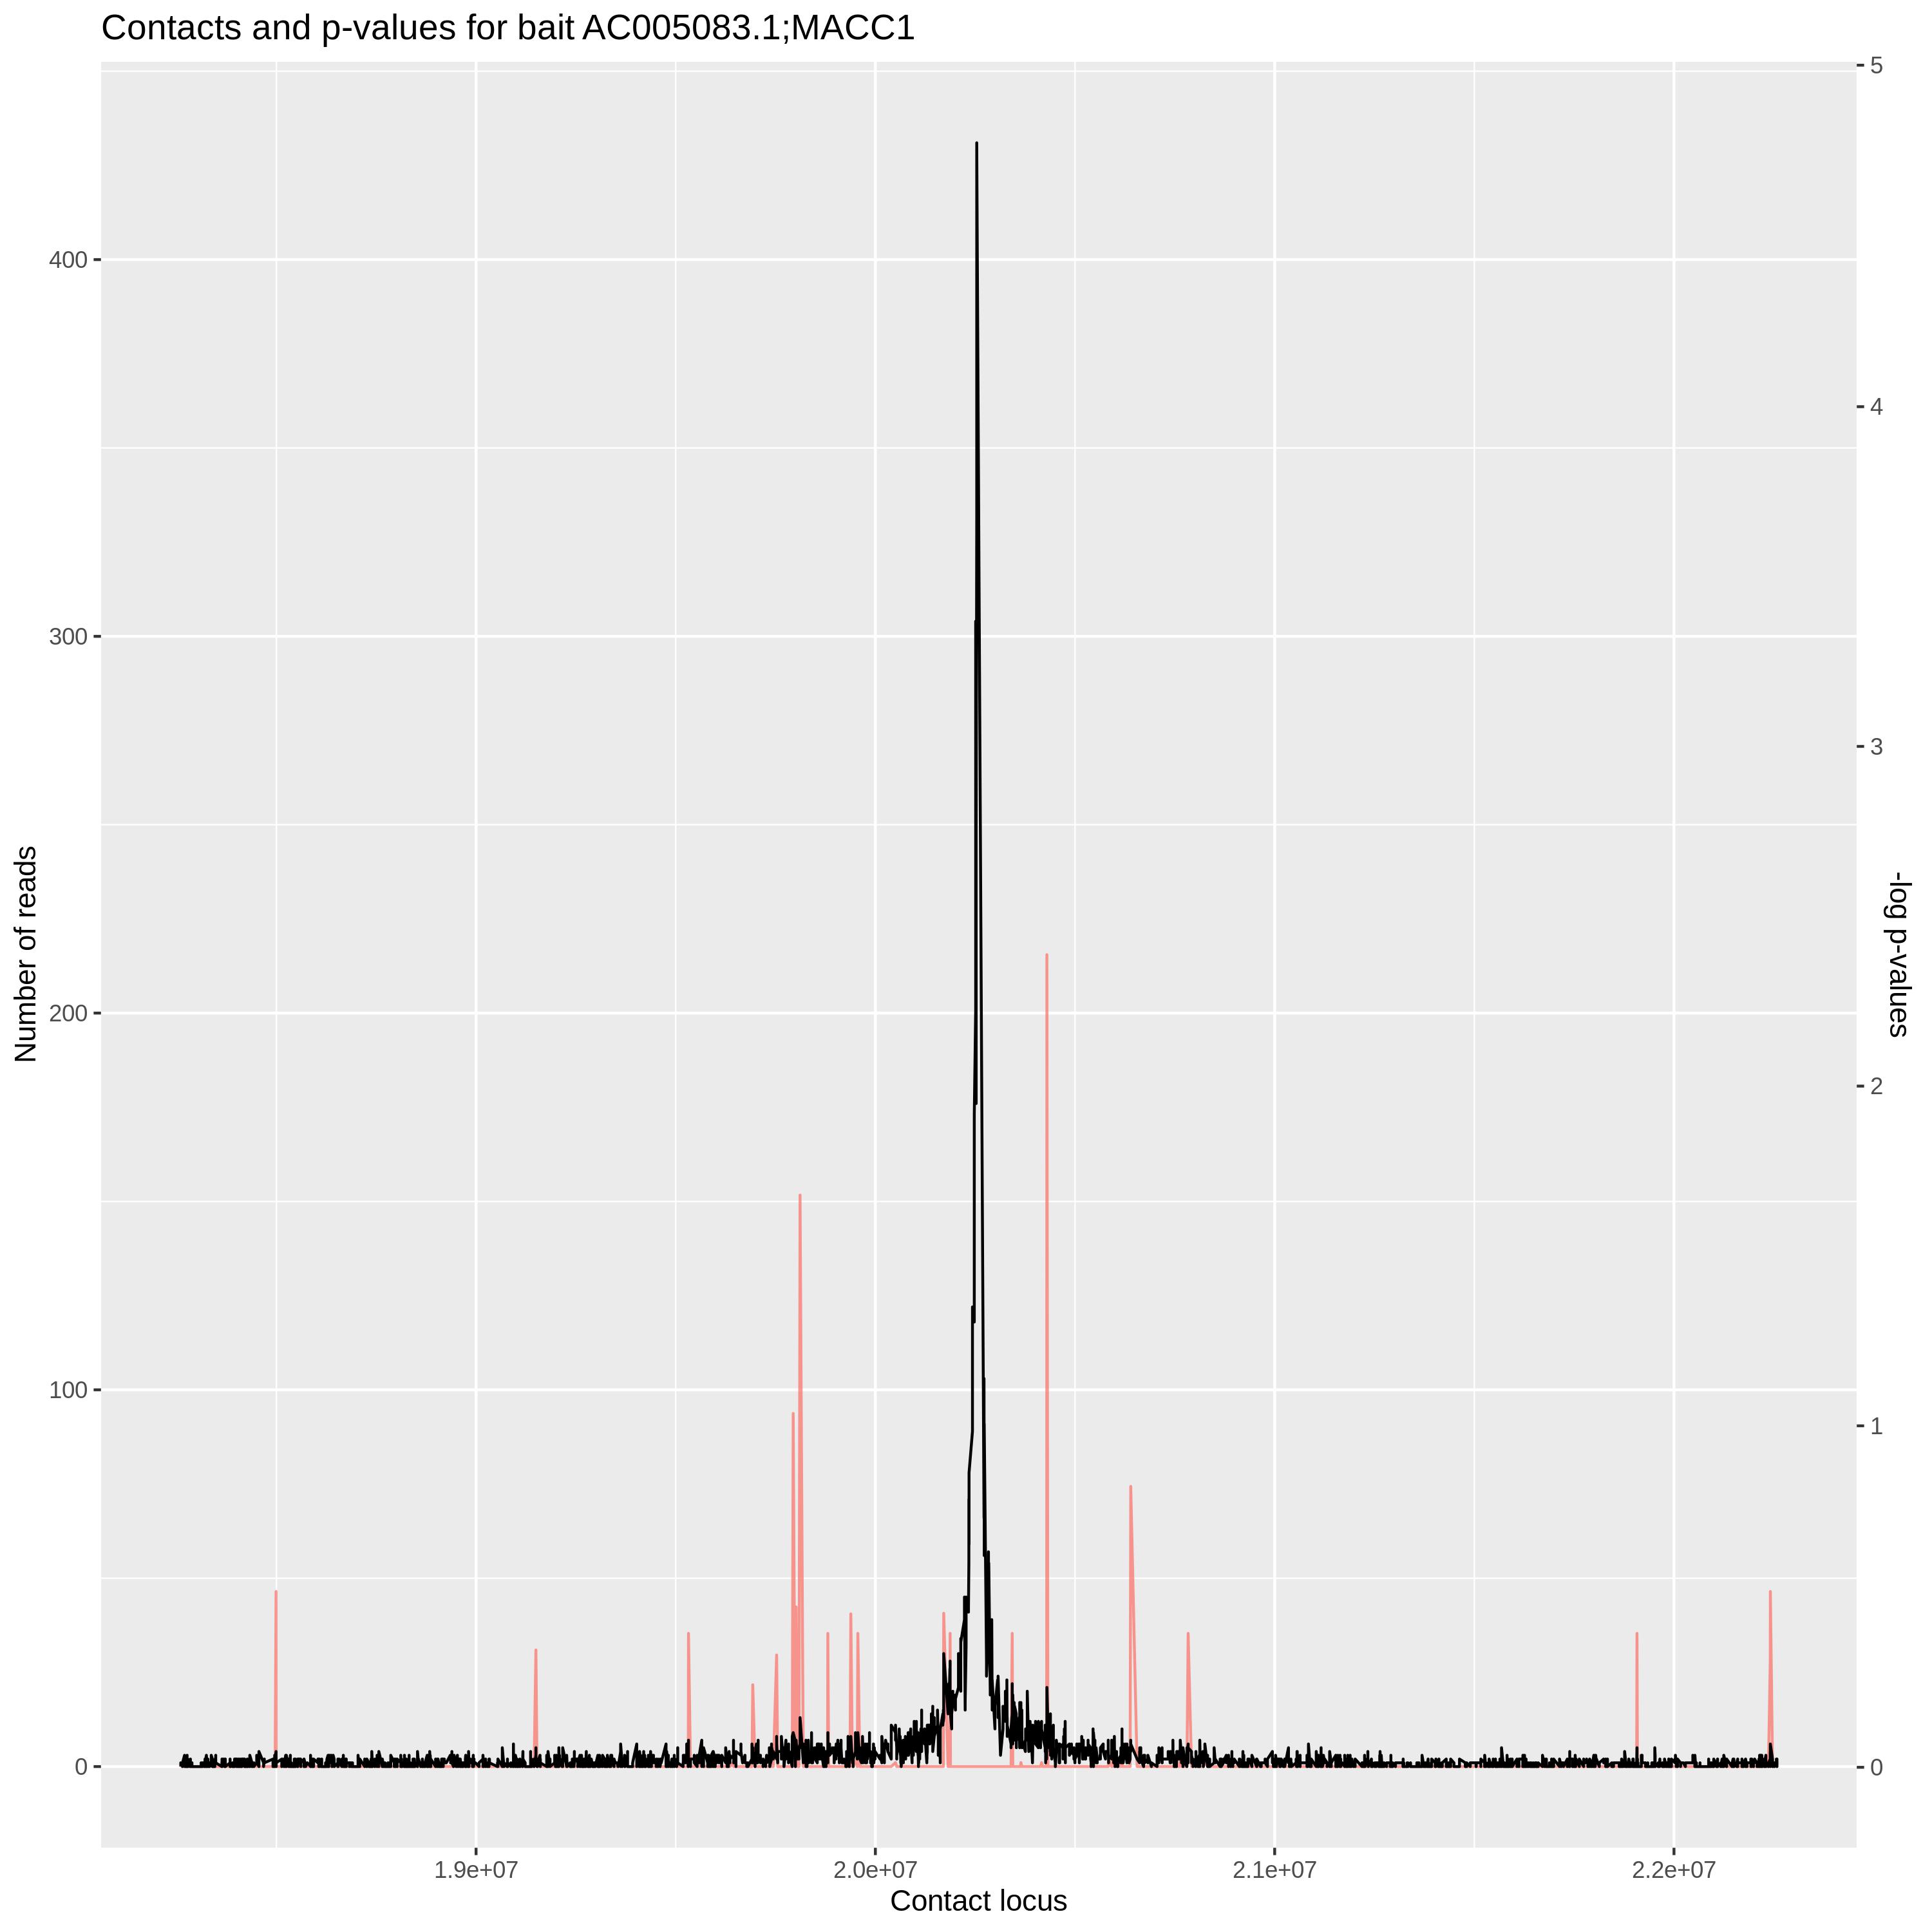 Contacts and p-values for bait AC005083.1;MACC1
5
400
4
300
3
Number of reads
-log p-values
200
2
100
1
0
0
1.9e+07
2.0e+07
2.1e+07
2.2e+07
Contact locus